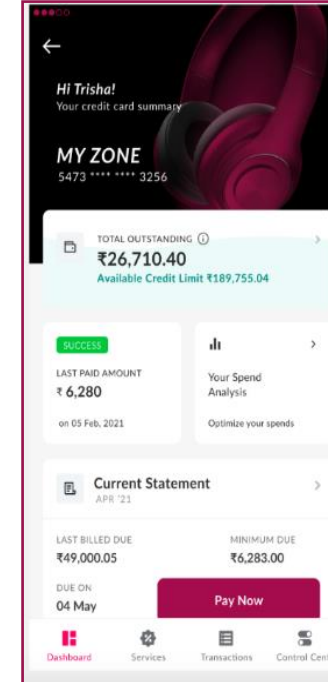 Hi Trisha!
Your credit card summary
MY ZONE
5473 **** **** 3256
TOTAL OUTSTANDING
₹26,710.40
Available Credit Limit ₹189,755.04
SUCCESS
LAST PAID AMOUNT
₹ 6,280
on 05 Feb, 2021
Your Spend
Analysis
Optimize your spends
Current Statement
APR '21
LAST BILLED DUE MINIMUM DUE
₹49,000.05 ₹6,283.00
DUE ON
04 May
Pay Now
Dashboard Services Transactions Control Cent